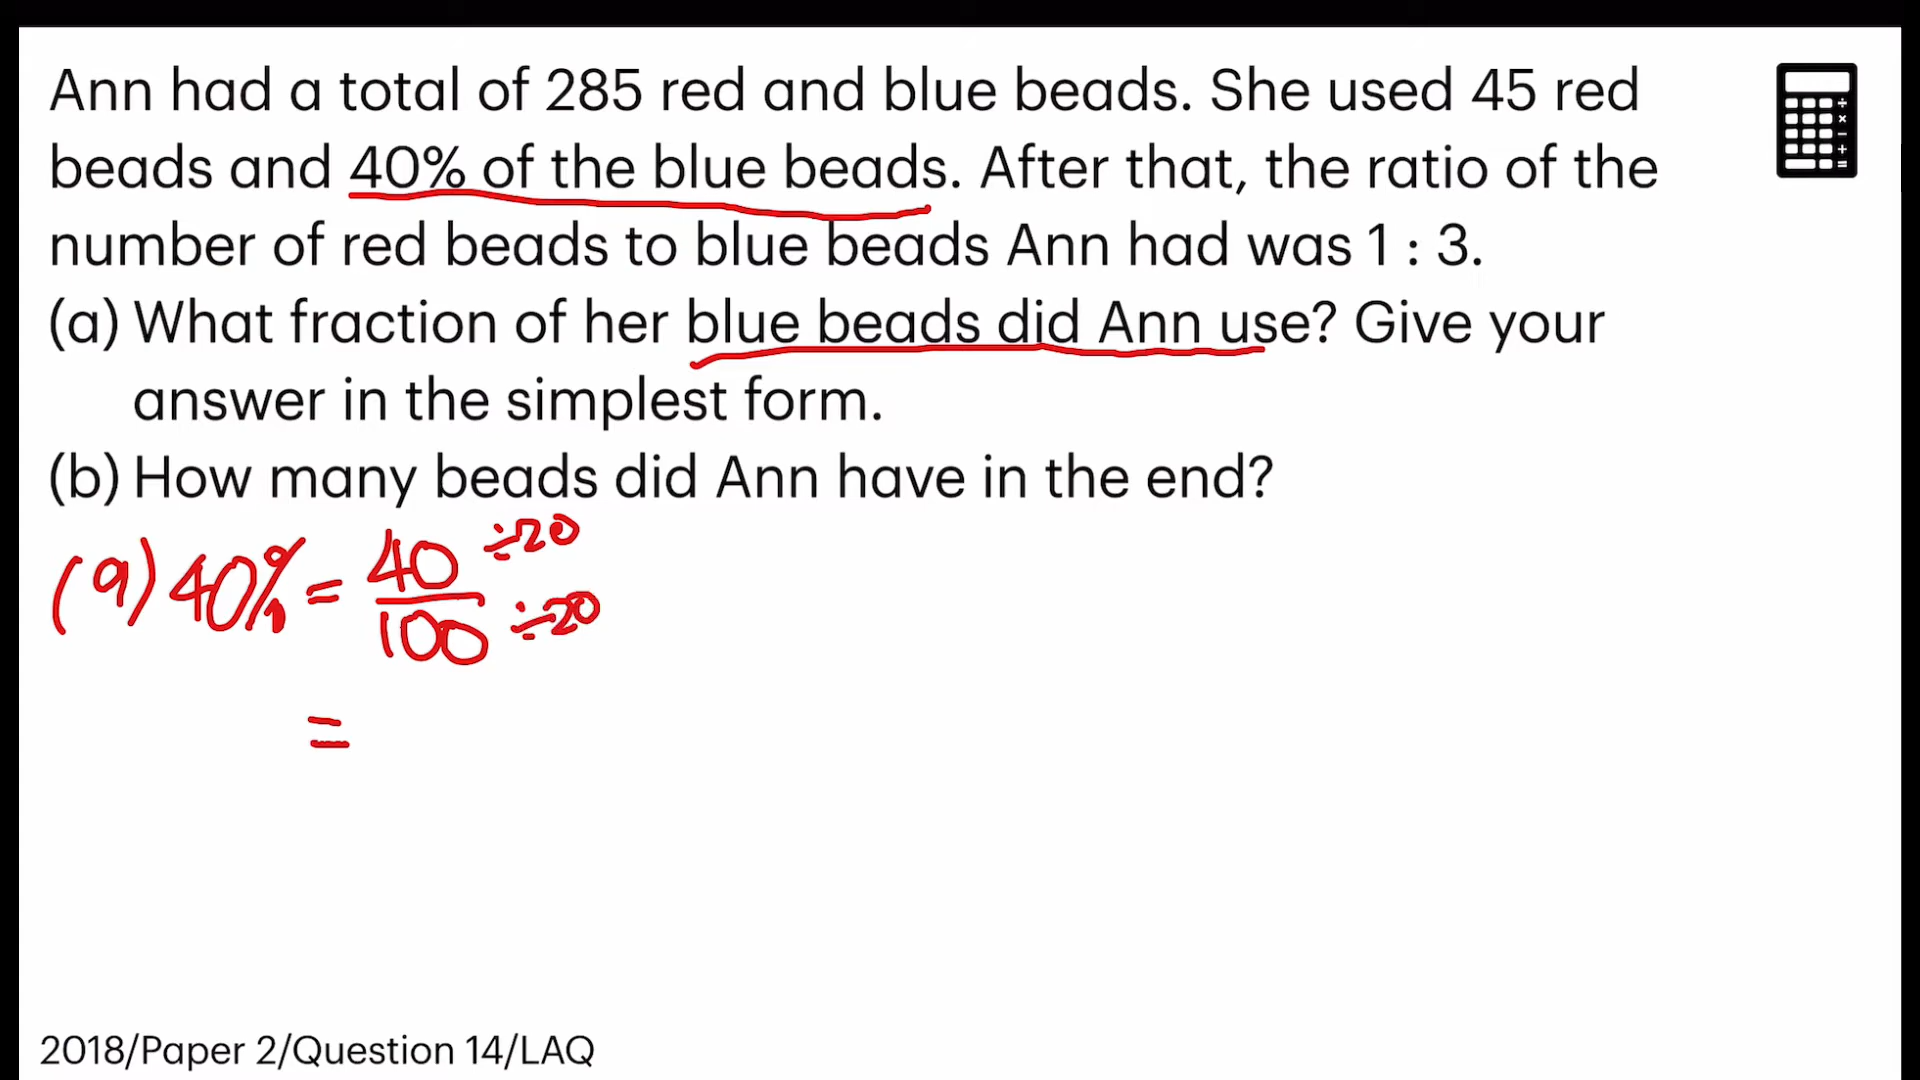 Ann had a total of 285 red and blue beads. She used 45 red
beads and 40% of the blue beads. After that, the ratio of the
number of red beads to blue beads Ann had was 1 : 3.
(a) What fraction of her blue beads did Ann use? Give your
answer in the simplest form.
(b) How many beads did Ann have in the end?
(a) 40% = 40/100 ÷20 ÷20
=
2018/Paper 2/Question 14/LAQ